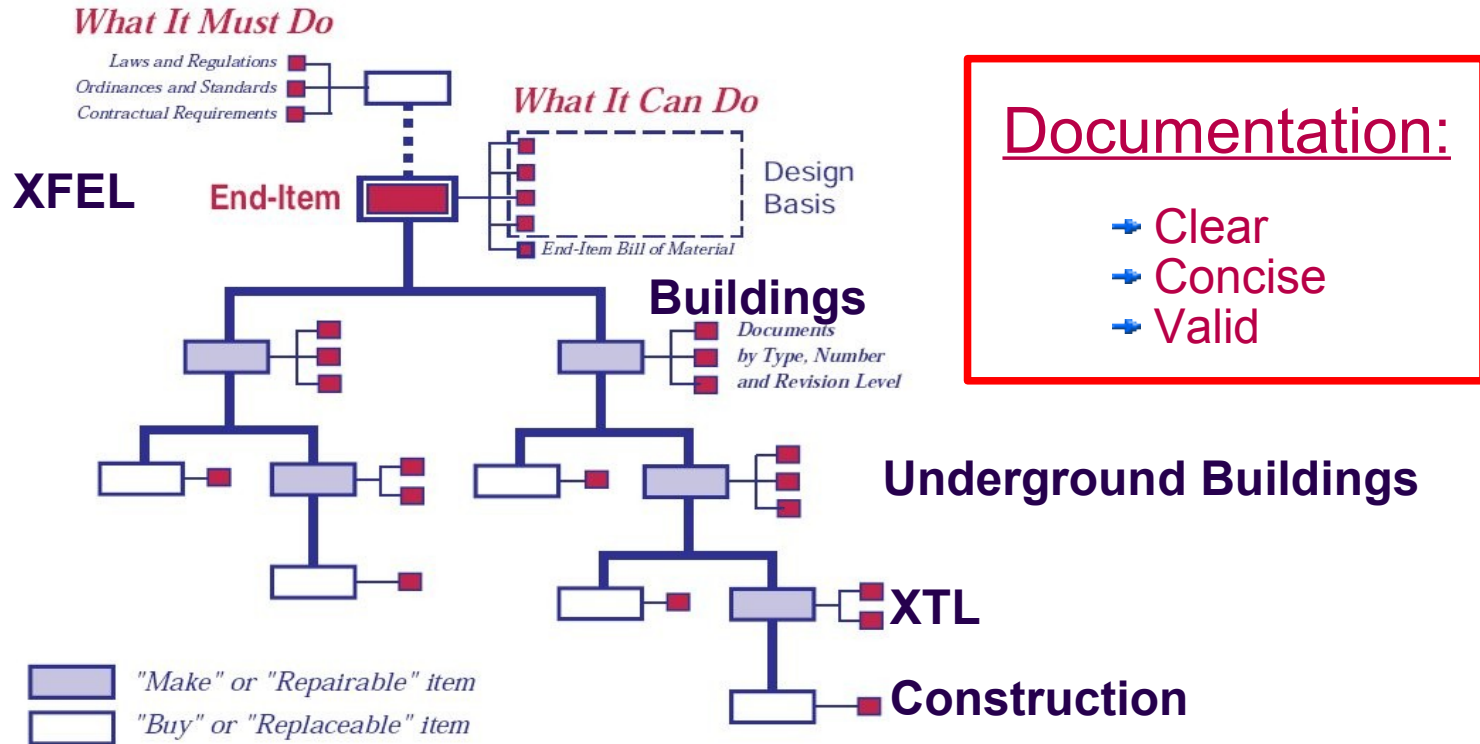 What It Must Do
Laws and Regulations
Ordinances and Standards
Contractual Requirements
What It Can Do
XFEL
End-Item
Design
Basis
End-Item Bill of Material
Buildings
Documents
by Type, Number
and Revision Level
Documentation:
Clear
Concise
Valid
Underground Buildings
XTL
Construction
"Make" or "Repairable" item
"Buy" or "Replaceable" item